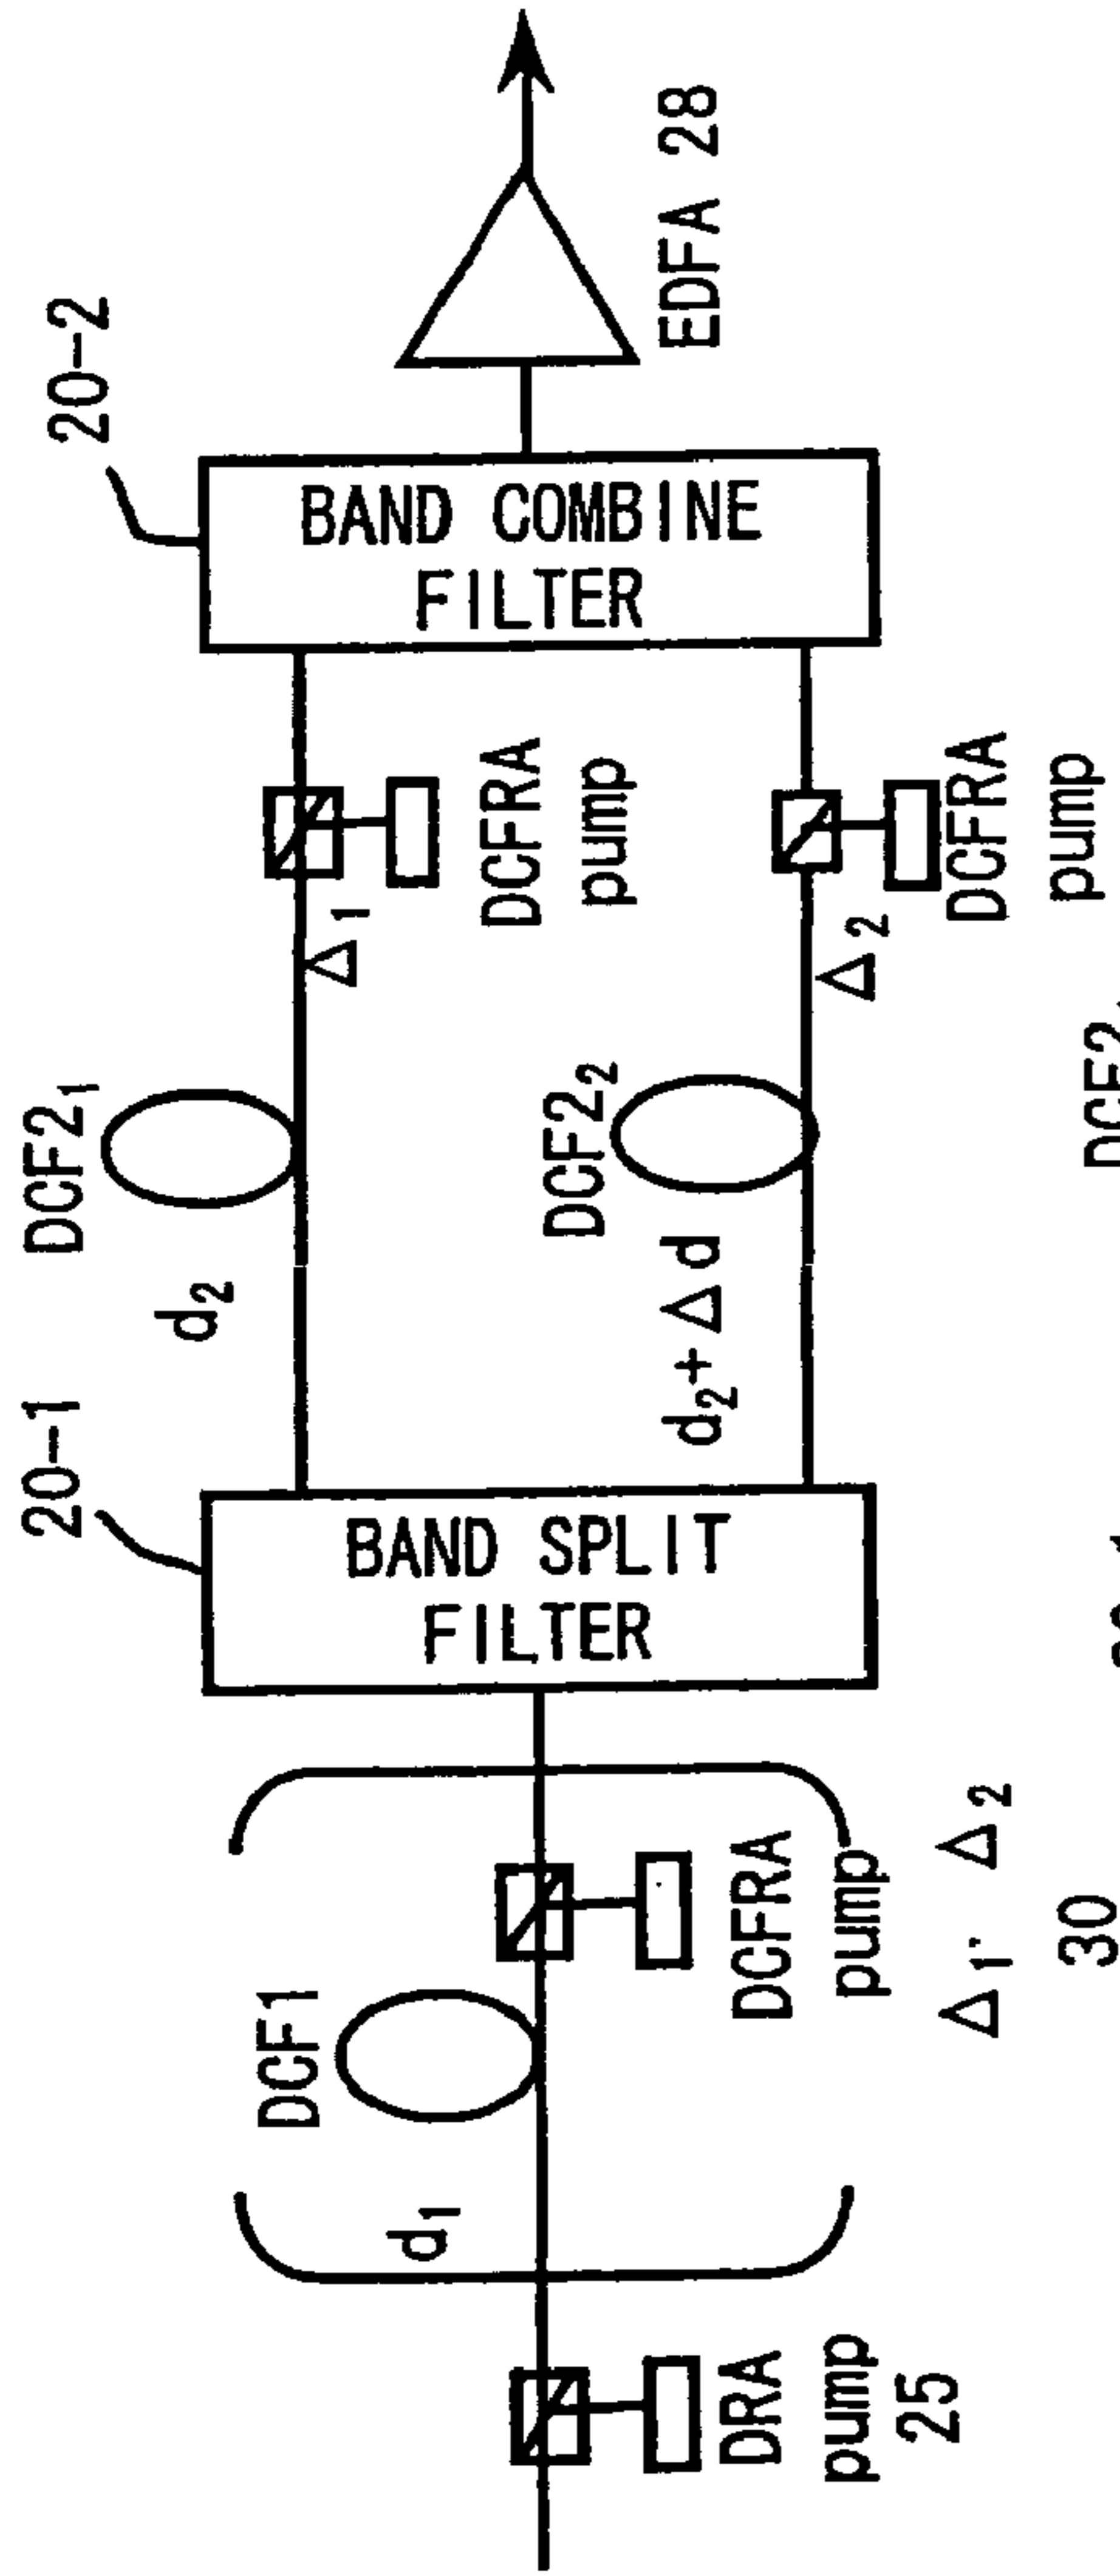 20-1
20-2
DCF2₁
d₂
DCF1
d₁
BAND SPLIT
FILTER
BAND COMBINE
FILTER
Δ₁
DCFRA
pump
DCF2₂
d₂+Δd
Δ₂
DCFRA
pump
EDFA 28
DRA
pump
25
DCFRA
pump
Δ₁, Δ₂
30